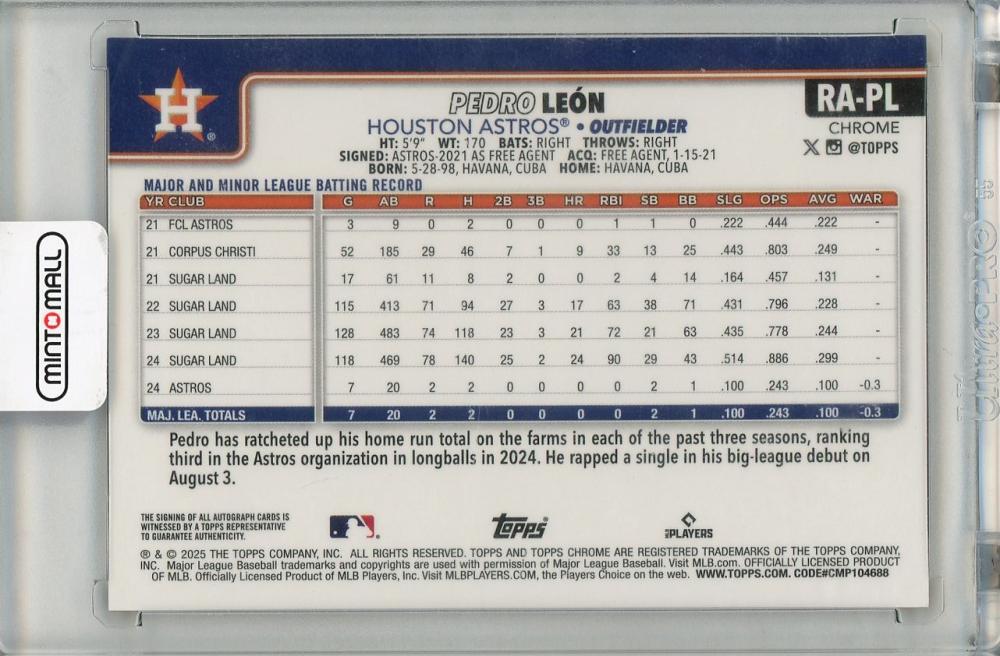 H
®
PEDRO LEÓN
RA-PL
HOUSTON ASTROS® • OUTFIELDER
CHROME
HT: 5'9" WT: 170 BATS: RIGHT THROWS: RIGHT
X @TOPPS
SIGNED: ASTROS-2021 AS FREE AGENT ACQ: FREE AGENT, 1-15-21
BORN: 5-28-98, HAVANA, CUBA HOME: HAVANA, CUBA
MAJOR AND MINOR LEAGUE BATTING RECORD
YR CLUB G AB R H 2B 3B HR RBI SB BB SLG OPS AVG WAR
21 FCL ASTROS 3 9 0 2 0 0 0 1 1 0 .222 .444 .222 -
21 CORPUS CHRISTI 52 185 29 46 7 1 9 33 13 25 .443 .803 .249 -
21 SUGAR LAND 17 61 11 8 2 0 0 2 4 14 .164 .457 .131 -
22 SUGAR LAND 115 413 71 94 27 3 17 63 38 71 .431 .796 .228 -
23 SUGAR LAND 128 483 74 118 23 3 21 72 21 63 .435 .778 .244 -
24 SUGAR LAND 118 469 78 140 25 2 24 90 29 43 .514 .886 .299 -
24 ASTROS 7 20 2 2 0 0 0 0 2 1 .100 .243 .100 -0.3
MAJ. LEA. TOTALS 7 20 2 2 0 0 0 0 2 1 .100 .243 .100 -0.3
Pedro has ratcheted up his home run total on the farms in each of the past three seasons, ranking
third in the Astros organization in longballs in 2024. He rapped a single in his big-league debut on
August 3.
THE SIGNING OF ALL AUTOGRAPH CARDS IS
WITNESSED BY A TOPPS REPRESENTATIVE
TO GUARANTEE AUTHENTICITY.
Topps
PLAYERS
® & © 2025 THE TOPPS COMPANY, INC. ALL RIGHTS RESERVED. TOPPS AND TOPPS CHROME ARE REGISTERED TRADEMARKS OF THE TOPPS COMPANY,
INC. Major League Baseball trademarks and copyrights are used with permission of Major League Baseball. Visit MLB.com. OFFICIALLY LICENSED PRODUCT
OF MLB. Officially Licensed Product of MLB Players, Inc. Visit MLBPLAYERS.COM, the Players Choice on the web. WWW.TOPPS.COM. CODE#CMP104688
MINTOMALL